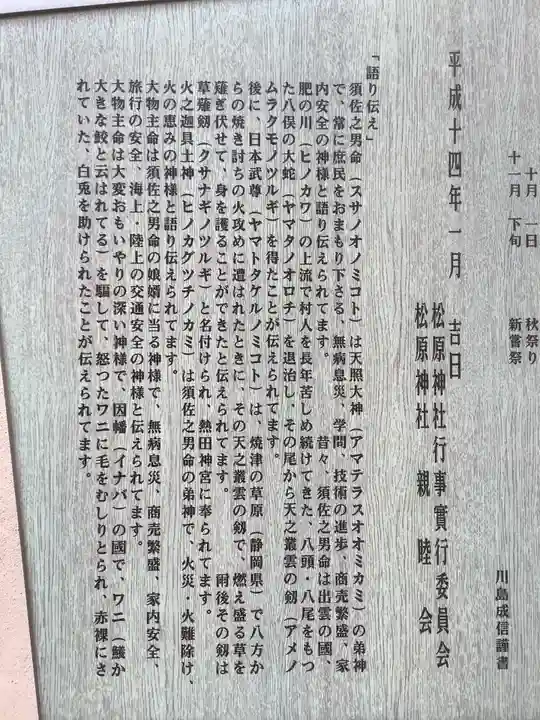 十月　一日　　秋祭り
十一月　下旬　　新嘗祭
川島成信謹書
平成十四年一月　吉日
松原神社行事實行委員会
松原神社　親睦会
「語り伝え」
須佐之男命（スサノオノミコト）は天照大神（アマテラスオオミカミ）の弟神
で、常に庶民をおまもり下さる、無病息災、学問、技術の進歩、商売繁盛、家
内安全の神様と語り伝えられてます。　昔々、須佐之男命は出雲の國、
肥の川（ヒノカワ）の上流で村人を長年苦しめ続けてきた、八頭・八尾をもつ
た八俣の大蛇（ヤマタノオロチ）を退治し、その尾から天之叢雲の剱（アメノ
ムラタモノツルギ）を得たことが伝えられてます。
後に、日本武尊（ヤマトタケルノミコト）は、焼津の草原（静岡県）で八方か
らの焼き討ちの火攻めに遭はれたときに、その天之叢雲の剱で、燃え盛る草を
薙ぎ伏せて、身を護ることができたと伝えられてます。　爾後その剱は
草薙剱（クサナギノツルギ）と名付けられ、熱田神宮に奉られてます。
火之迦具土神（ヒノカグツチノカミ）は須佐之男命の弟神で、火災・火難除け、
火の恵みの神様と語り伝えられてます。
大物主命は須佐之男命の娘婿に当る神様で、無病息災、商売繁盛、家内安全、
旅行の安全、海上・陸上の交通安全の神様と伝えられてます。
大物主命は大変おもいやりの深い神様で、因幡（イナバ）の國で、ワニ（鱶か
大きな鮫と云はれてる）を騙して、怒つたワニに毛をむしりとられ、赤裸にさ
れていた、白兎を助けられたことが伝えられてます。